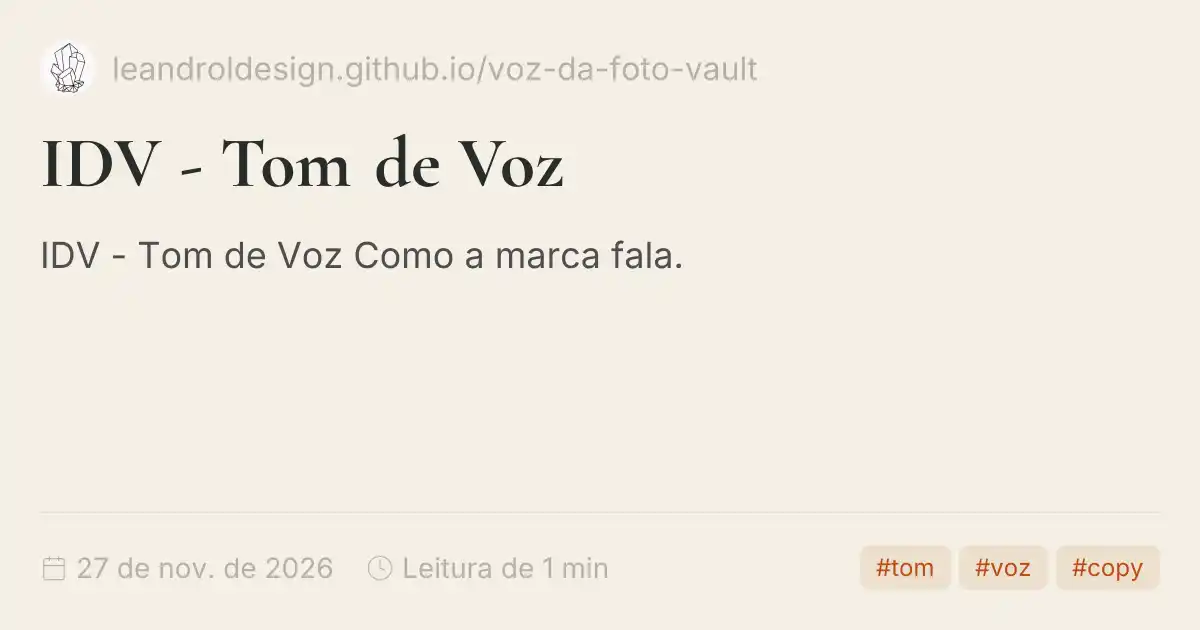 leandroldesign.github.io/voz-da-foto-vault
IDV - Tom de Voz
IDV - Tom de Voz Como a marca fala.
27 de nov. de 2026 Leitura de 1 min #tom #voz #copy